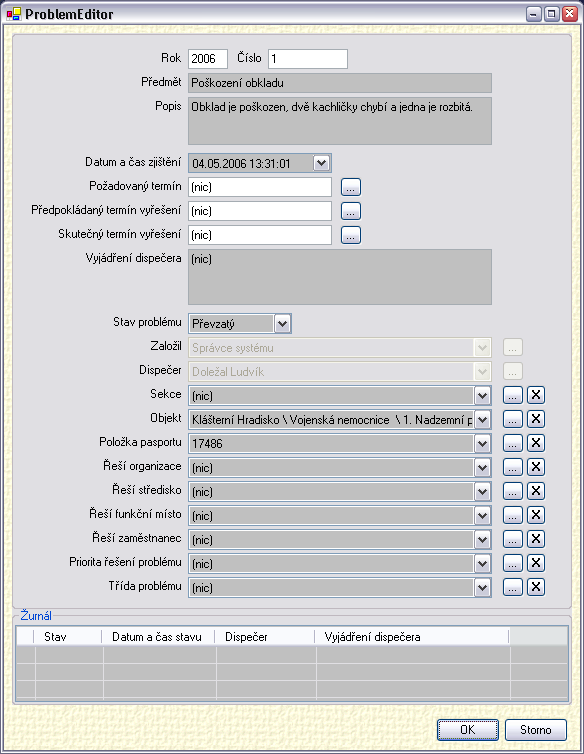 ProblemEditor
Rok 2006 Číslo 1
Předmět Poškození obkladu
Popis Obklad je poškozen, dvě kachličky chybí a jedna je rozbitá.
Datum a čas zjištění 04.05.2006 13:31:01
Požadovaný termín (nic) ...
Předpokládaný termín vyřešení (nic) ...
Skutečný termín vyřešení (nic) ...
Vyjádření dispečera (nic)
Stav problému Převzatý
Založil Správce systému ...
Dispečer Doležal Ludvík ...
Sekce (nic) ... X
Objekt Klášterní Hradisko \ Vojenská nemocnice \ 1. Nadzemní p ... X
Položka pasportu 17486 ... X
Řeší organizace (nic) ... X
Řeší středisko (nic) ... X
Řeší funkční místo (nic) ... X
Řeší zaměstnanec (nic) ... X
Priorita řešení problému (nic) ... X
Třída problému (nic) ... X
Žurnál
Stav Datum a čas stavu Dispečer Vyjádření dispečera
OK Storno